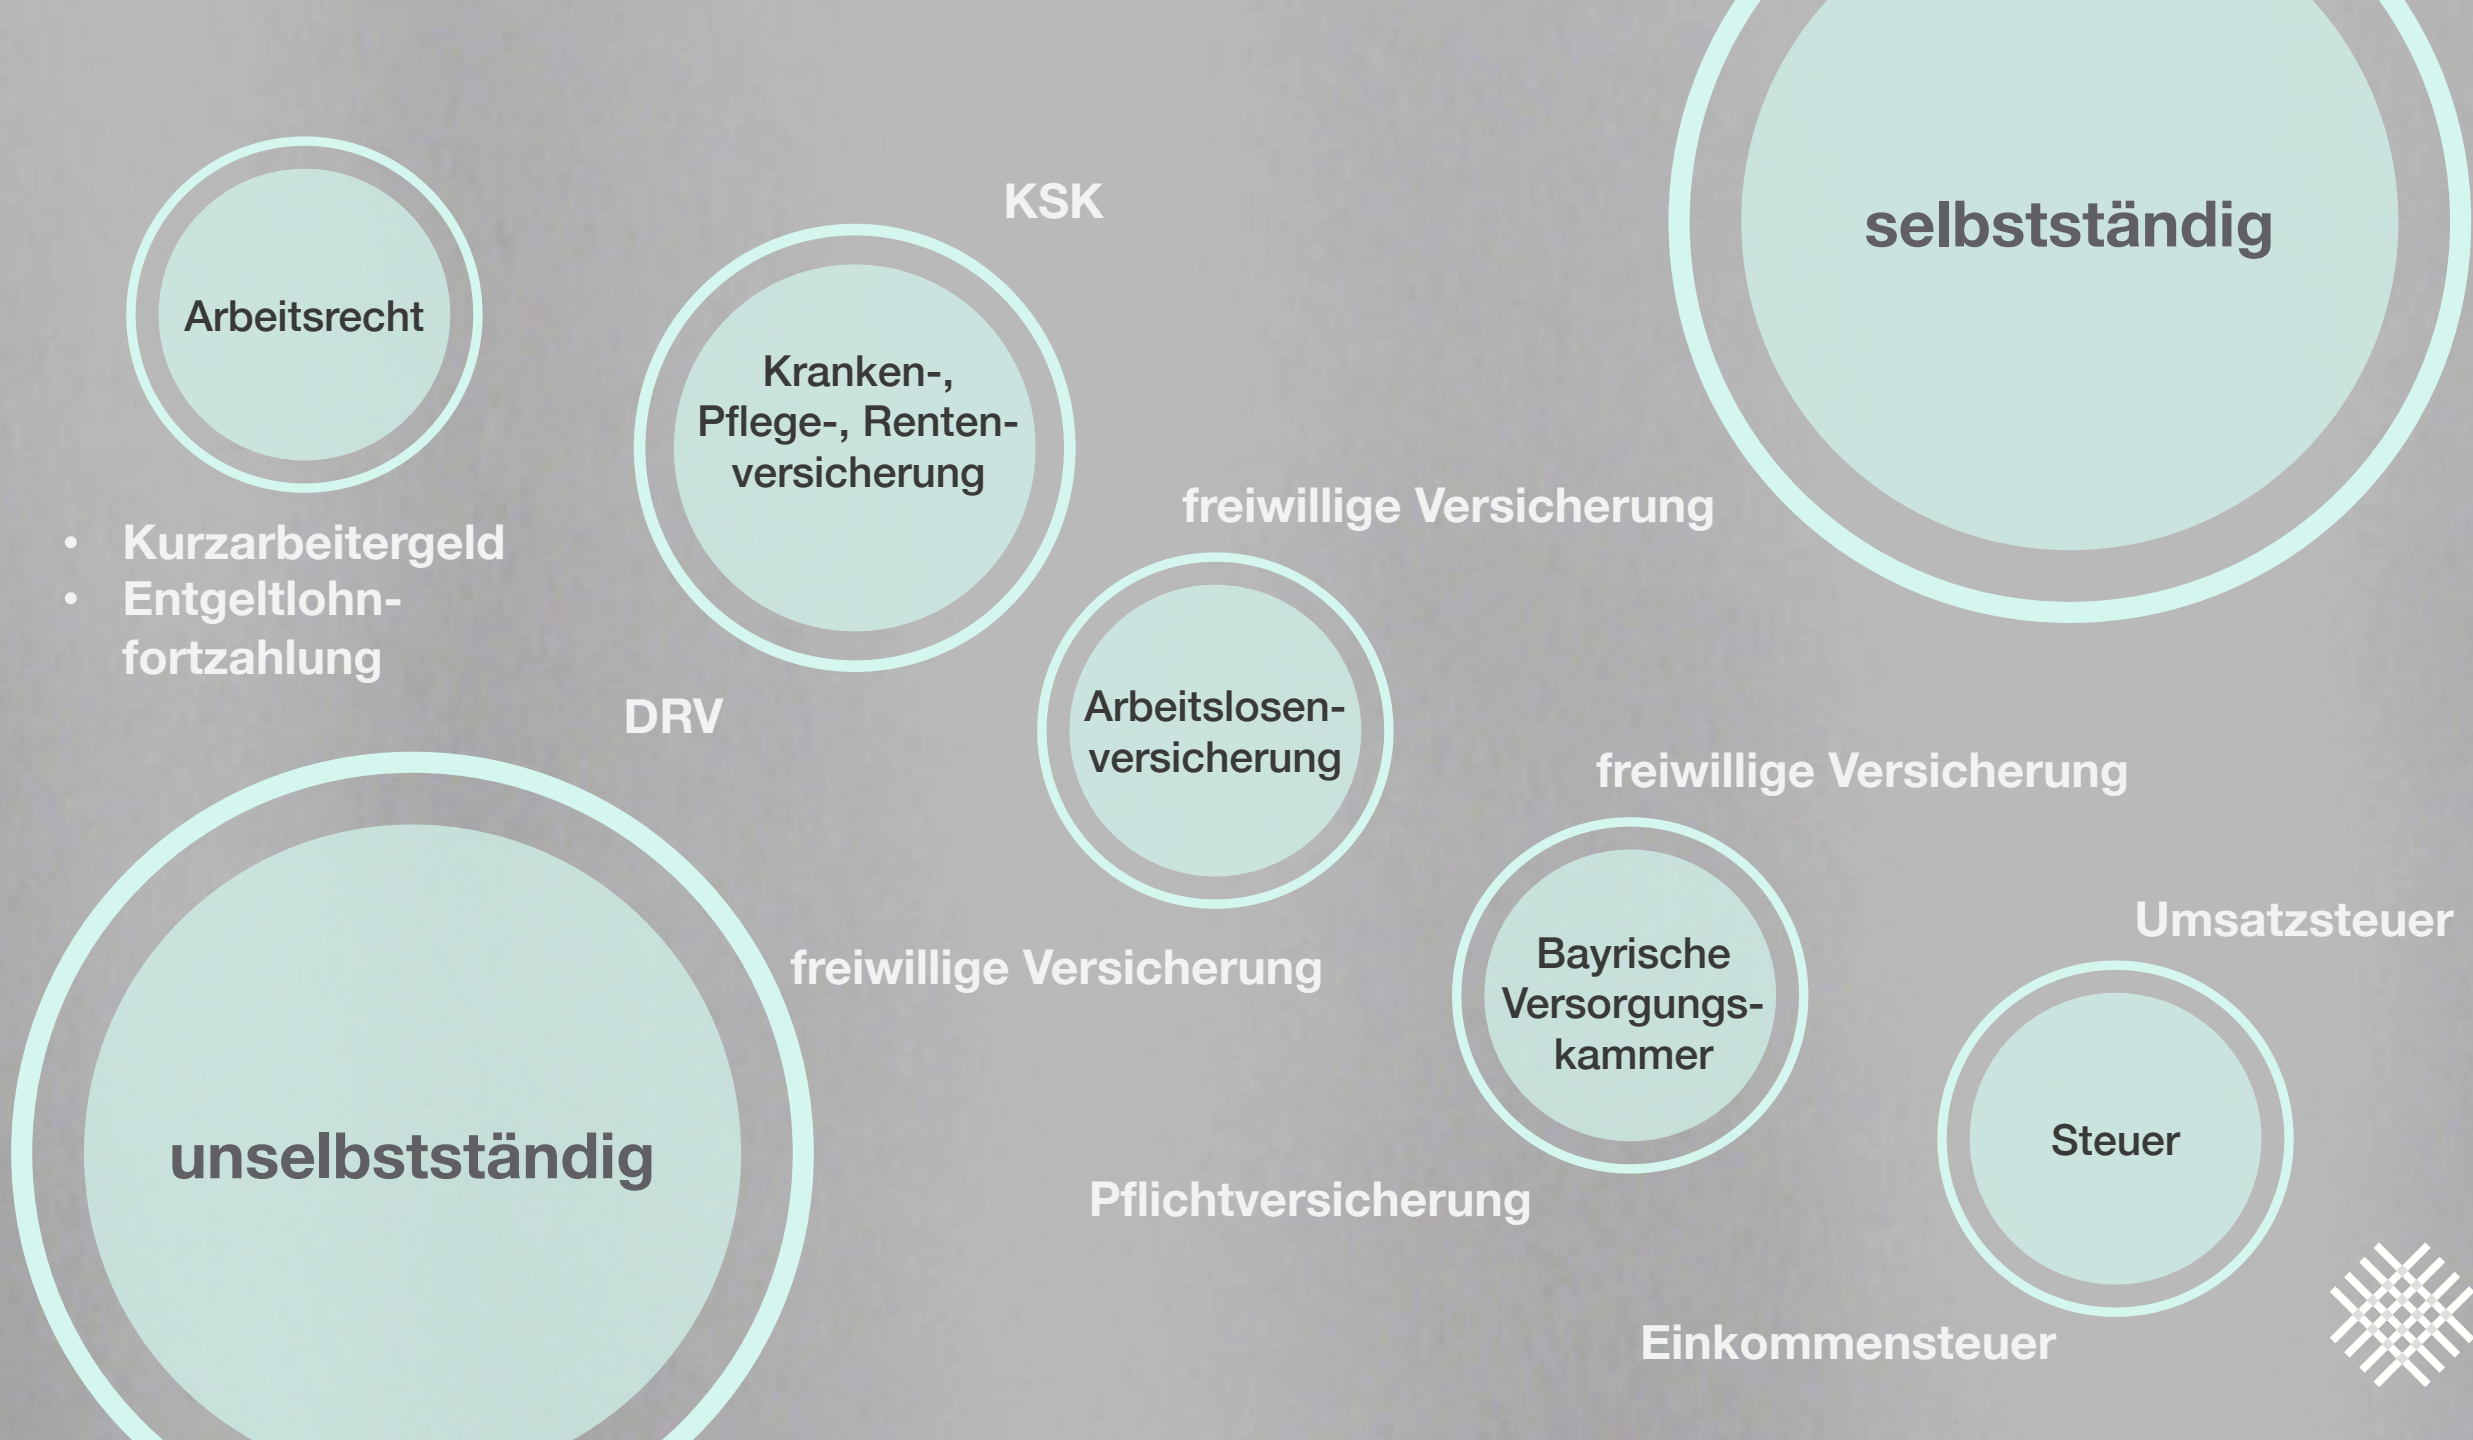 KSK
selbstständig
Arbeitsrecht
Kranken-,
Pflege-, Renten-
versicherung
freiwillige Versicherung
• Kurzarbeitergeld
• Entgeltlohn-
fortzahlung
DRV
Arbeitslosen-
versicherung
freiwillige Versicherung
freiwillige Versicherung
Bayrische
Versorgungs-
kammer
Umsatzsteuer
unselbstständig
Pflichtversicherung
Steuer
Einkommensteuer